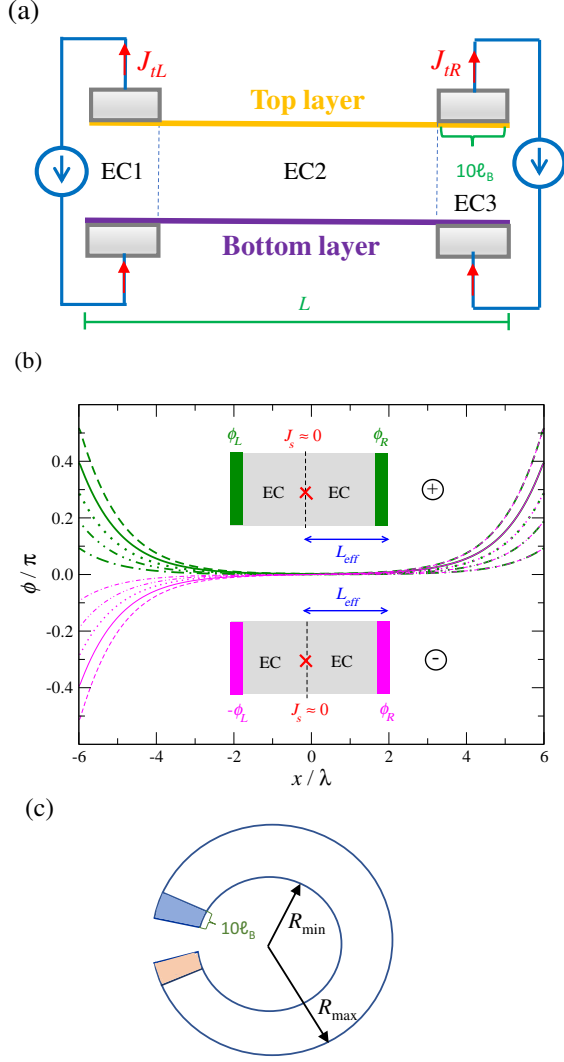 (a)
J_tL J_tR
Top layer
EC1 EC2 10ℓ_B
EC3
Bottom layer
L
(b)
ϕ_L J_s ≈ 0 ϕ_R
0.4
EC EC +
0.2
L_eff
ϕ / π
0.0
L_eff
-0.2
EC EC -
-0.4
-ϕ_L J_s ≈ 0 ϕ_R
-6 -4 -2 0 2 4 6
x / λ
(c)
10ℓ_B
R_min
R_max